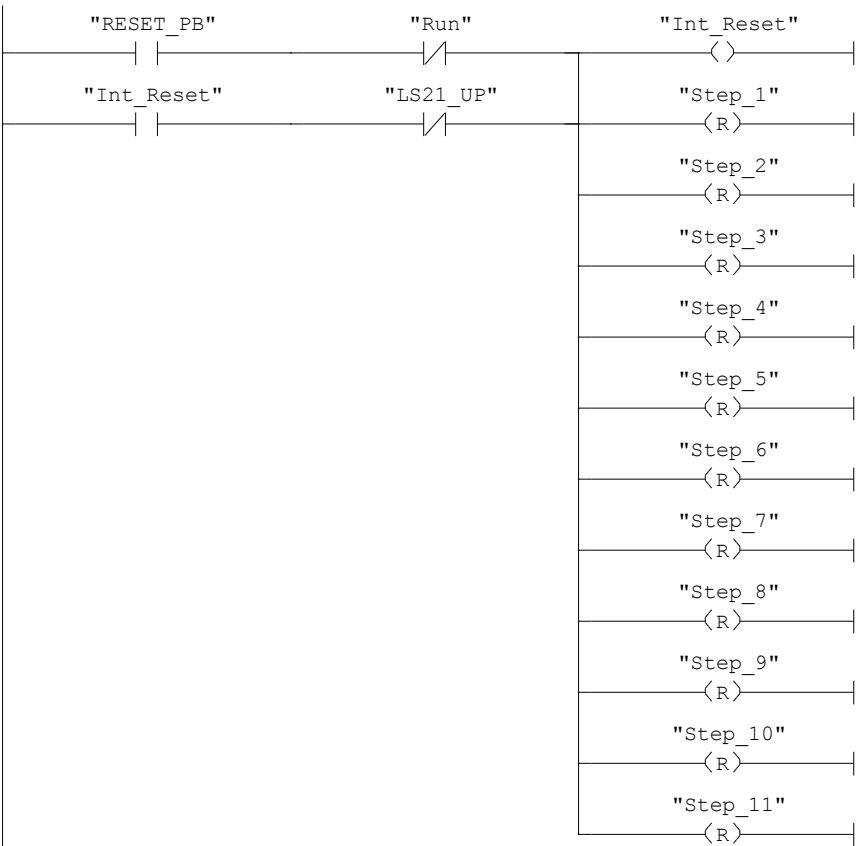 "RESET_PB" "Run" "Int_Reset"
"Int_Reset" "LS21_UP" "Step_1"
R
"Step_2"
R
"Step_3"
R
"Step_4"
R
"Step_5"
R
"Step_6"
R
"Step_7"
R
"Step_8"
R
"Step_9"
R
"Step_10"
R
"Step_11"
R